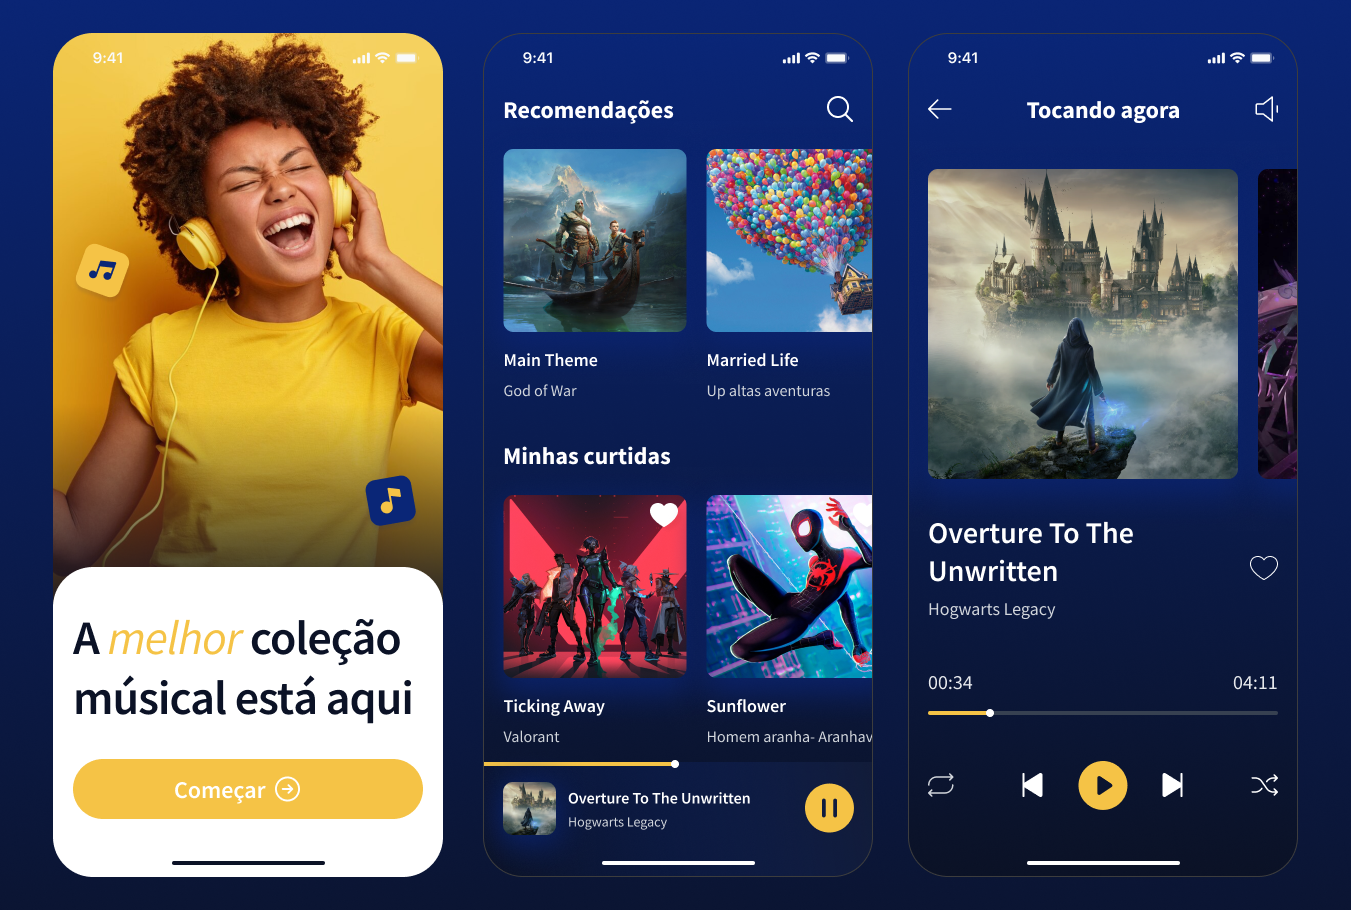 9:41
A melhor coleção
músical está aqui
Começar
9:41
Recomendações
Main Theme
God of War
Married Life
Up altas aventuras
Minhas curtidas
Ticking Away
Valorant
Sunflower
Homem aranha- Aranhav
Overture To The Unwritten
Hogwarts Legacy
9:41
Tocando agora
Overture To The
Unwritten
Hogwarts Legacy
00:34
04:11